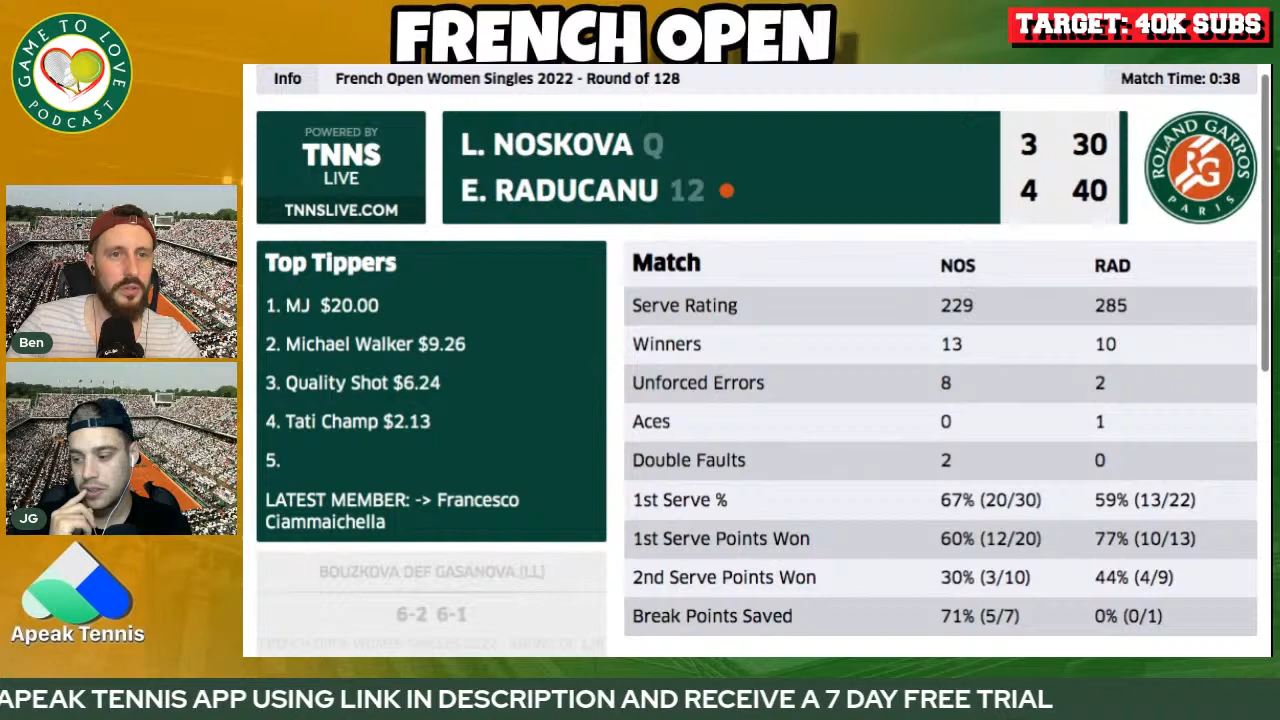 FRENCH OPEN
TARGET: 40K SUBS
GAME TO LOVE
PODCAST
Info French Open Women Singles 2022 - Round of 128 Match Time: 0:38
POWERED BY
TNNS
LIVE
TNNSLIVE.COM
L. NOSKOVA Q 3 30
E. RADUCANU 12 4 40
ROLAND GARROS
RG
PARIS
Ben
JG
Apeak Tennis
Top Tippers
1. MJ $20.00
2. Michael Walker $9.26
3. Quality Shot $6.24
4. Tati Champ $2.13
5.
LATEST MEMBER: -> Francesco
Ciammaichella
BOUZKOVA DEF GASANOVA (LL)
6-2 6-1
Match NOS RAD
Serve Rating 229 285
Winners 13 10
Unforced Errors 8 2
Aces 0 1
Double Faults 2 0
1st Serve % 67% (20/30) 59% (13/22)
1st Serve Points Won 60% (12/20) 77% (10/13)
2nd Serve Points Won 30% (3/10) 44% (4/9)
Break Points Saved 71% (5/7) 0% (0/1)
APEAK TENNIS APP USING LINK IN DESCRIPTION AND RECEIVE A 7 DAY FREE TRIAL